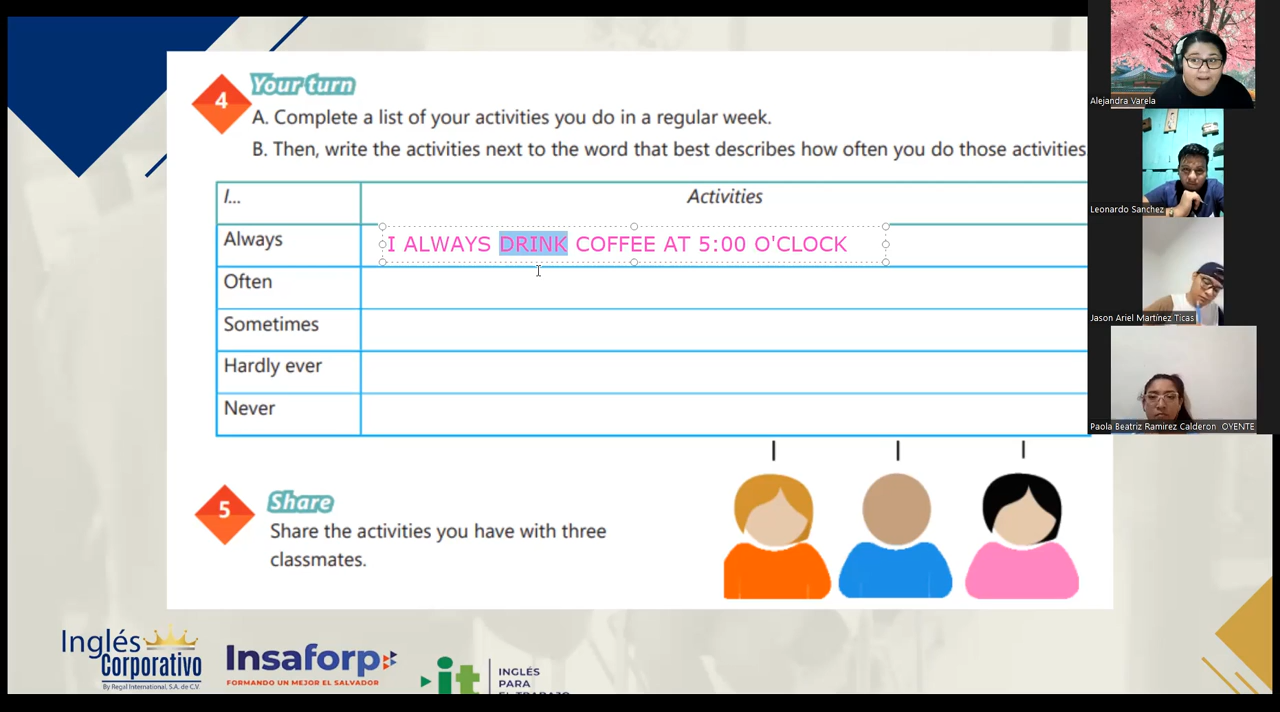 4
Your turn
A. Complete a list of your activities you do in a regular week.
B. Then, write the activities next to the word that best describes how often you do those activities
I...
Activities
Always
I ALWAYS DRINK COFFEE AT 5:00 O'CLOCK
Often
Sometimes
Hardly ever
Never
5
Share
Share the activities you have with three
classmates.
Inglés
Corporativo
By Regal International, S.A. de C.V.
Insaforp
FORMANDO UN MEJOR EL SALVADOR
it
INGLÉS
PARA
EL TRABAJO
Alejandra Varela
Leonardo Sanchez
Jason Ariel Martínez Ticas
Paola Beatriz Ramirez Calderon OYENTE